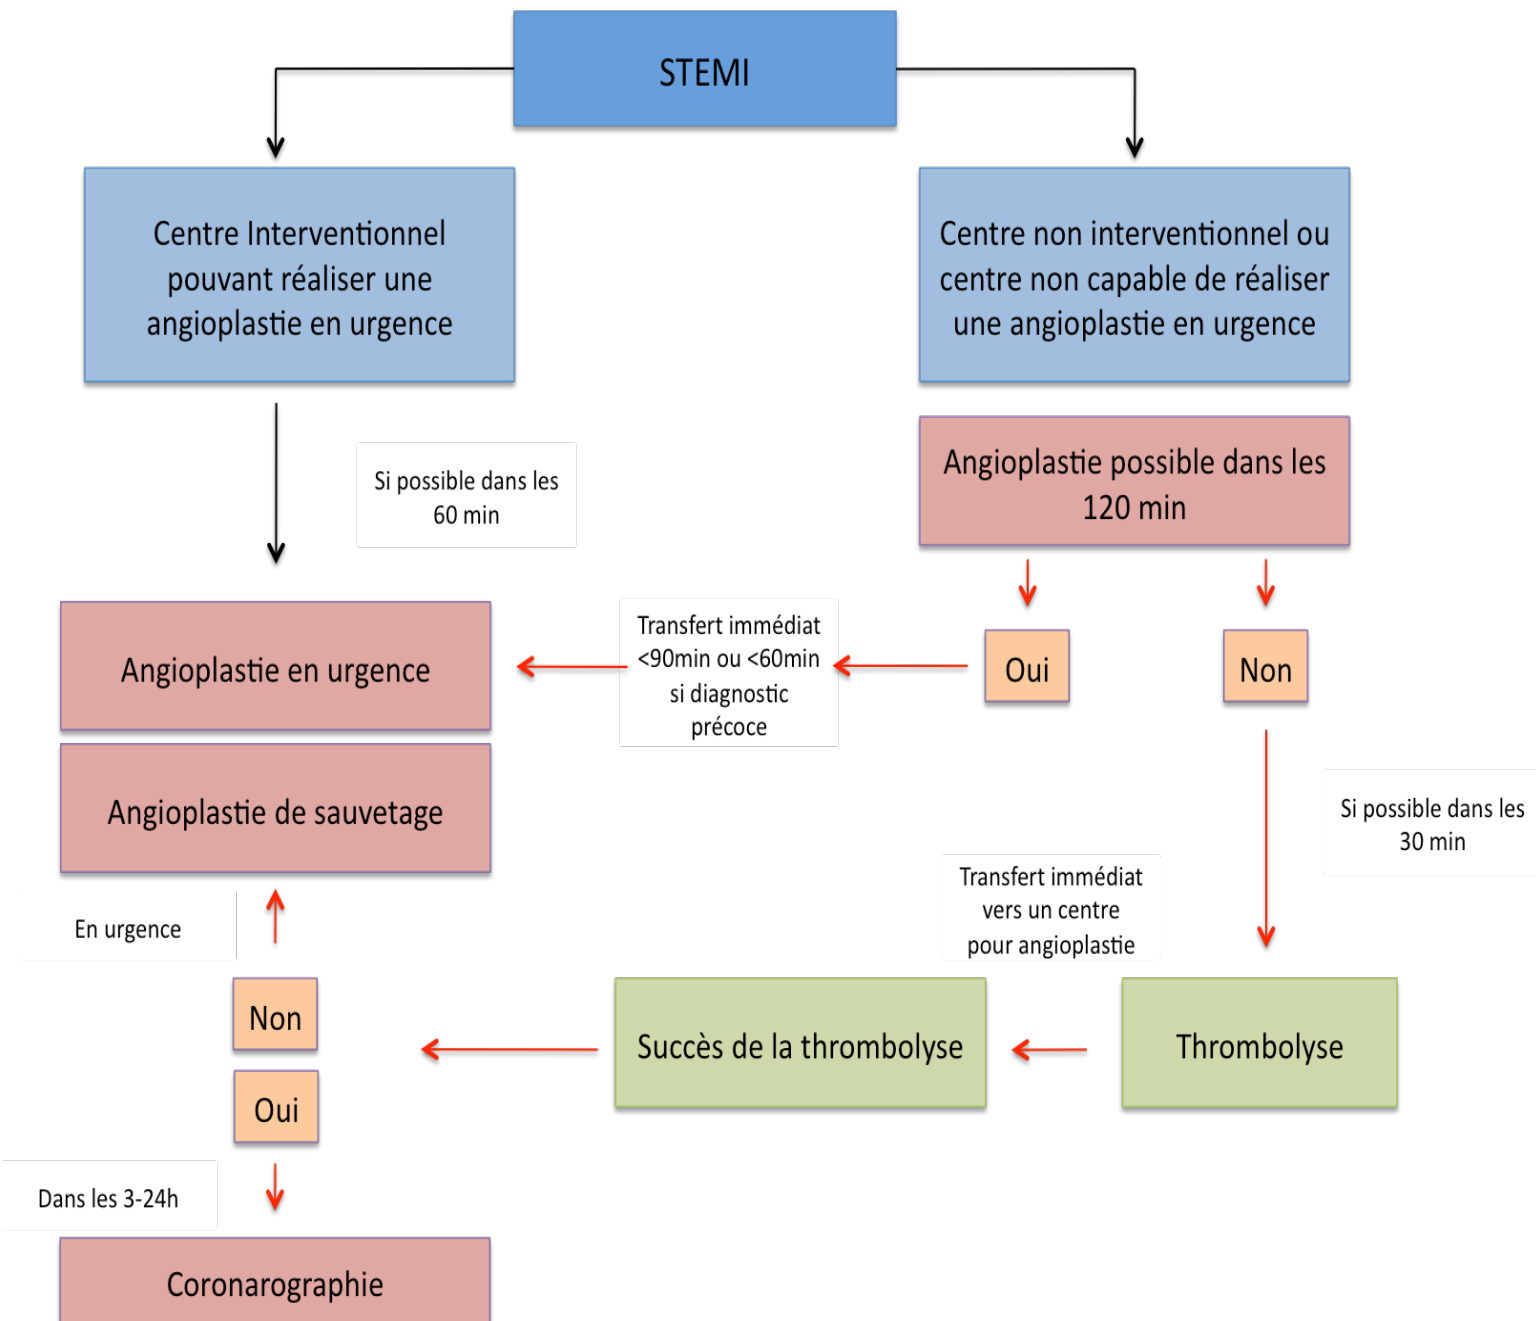 STEMI
Centre Interventionnel
pouvant réaliser une
angioplastie en urgence
Centre non interventionnel ou
centre non capable de réaliser
une angioplastie en urgence
Si possible dans les
60 min
Angioplastie possible dans les
120 min
Angioplastie en urgence
Transfert immédiat
<90min ou <60min
si diagnostic
précoce
Oui
Non
Angioplastie de sauvetage
Si possible dans les
30 min
En urgence
Transfert immédiat
vers un centre
pour angioplastie
Non
Succès de la thrombolyse
Thrombolyse
Oui
Dans les 3-24h
Coronarographie